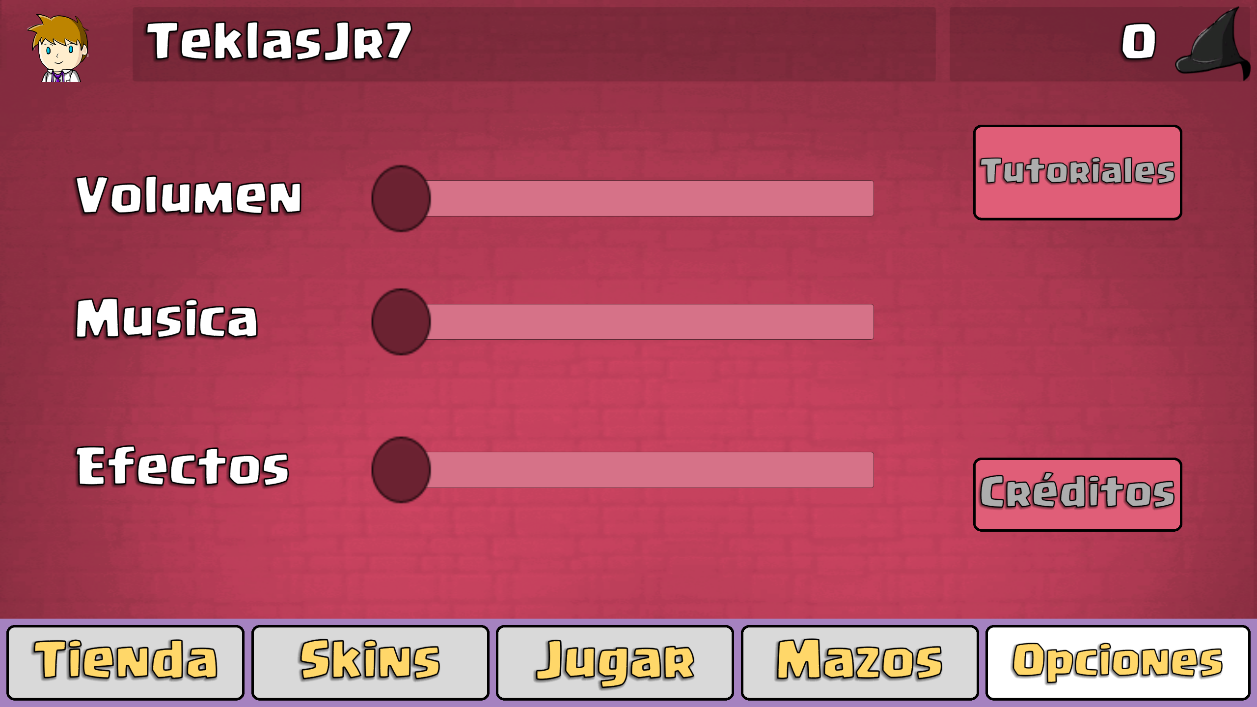 TeklasJr7
0
Volumen
Tutoriales
Musica
Efectos
Créditos
Tienda
Skins
Jugar
Mazos
Opciones